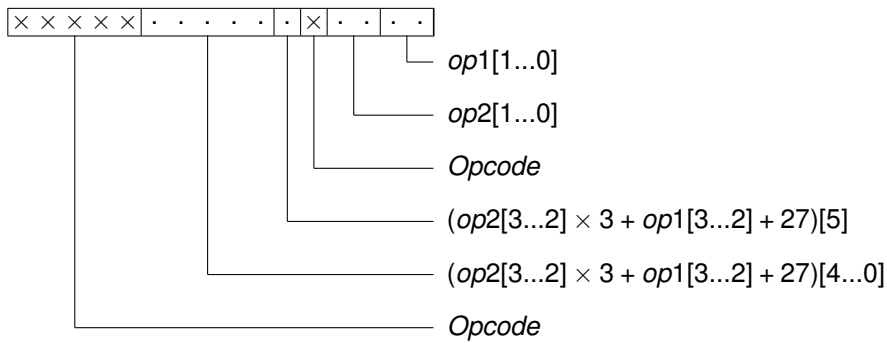 × × × × × · · · · · · × · · · ·
op1[1...0]
op2[1...0]
Opcode
(op2[3...2] × 3 + op1[3...2] + 27)[5]
(op2[3...2] × 3 + op1[3...2] + 27)[4...0]
Opcode